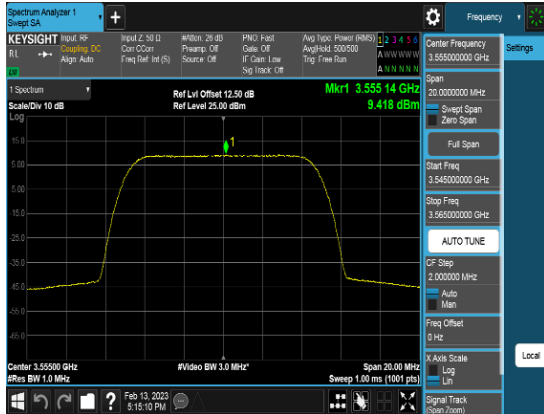 Spectrum Analyzer 1
Swept SA
Frequency
KEYSIGHT
RL
LXI
Input: RF
Coupling: DC
Align: Auto
Input Z: 50 Ω
Corr CCorr
Freq Ref: Int (S)
#Atten: 26 dB
Preamp: Off
Source: Off
PNO: Fast
Gate: Off
IF Gain: Low
Sig Track: Off
Avg Type: Power (RMS)
Avg|Hold: 500/500
Trig: Free Run
1 2 3 4 5 6
A W W W W W
A N N N N N
1 Spectrum
Scale/Div 10 dB
Ref Lvl Offset 12.50 dB
Ref Level 25.00 dBm
Mkr1 3.555 14 GHz
9.418 dBm
Log
15.0
5.00
-5.00
-15.0
-25.0
-35.0
-45.0
-55.0
-65.0
1
Center 3.55500 GHz
#Res BW 1.0 MHz
#Video BW 3.0 MHz*
Span 20.00 MHz
Sweep 1.00 ms (1001 pts)
Center Frequency
3.555000000 GHz
Span
20.0000000 MHz
Swept Span
Zero Span
Full Span
Start Freq
3.545000000 GHz
Stop Freq
3.565000000 GHz
AUTO TUNE
CF Step
2.000000 MHz
Auto
Man
Freq Offset
0 Hz
X Axis Scale
Log
Lin
Signal Track
(Span Zoom)
Settings
Local
?
Feb 13, 2023
5:15:10 PM